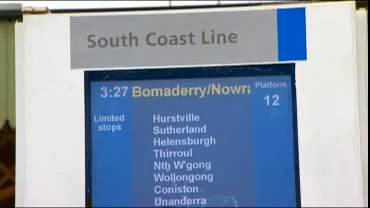 South Coast Line
3:27 Bomaderry/Nowra
Platform
12
Limited
stops
Hurstville
Sutherland
Helensburgh
Thirroul
Nth W'gong
Wollongong
Coniston
Unanderra